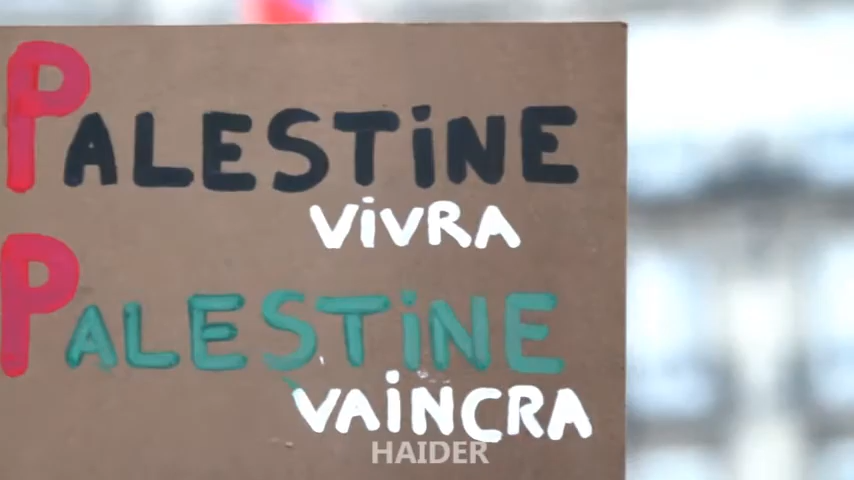 PALESTINE
VIVRA
PALESTINE
VAINCRA
HAIDER